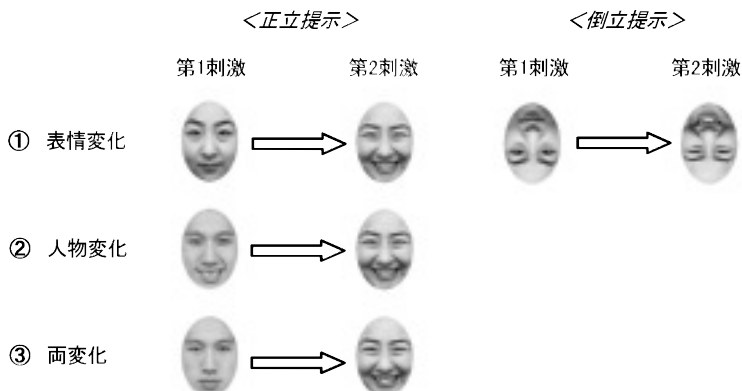 ＜正立提示＞ ＜倒立提示＞
第1刺激 第2刺激 第1刺激 第2刺激
① 表情変化
② 人物変化
③ 両変化